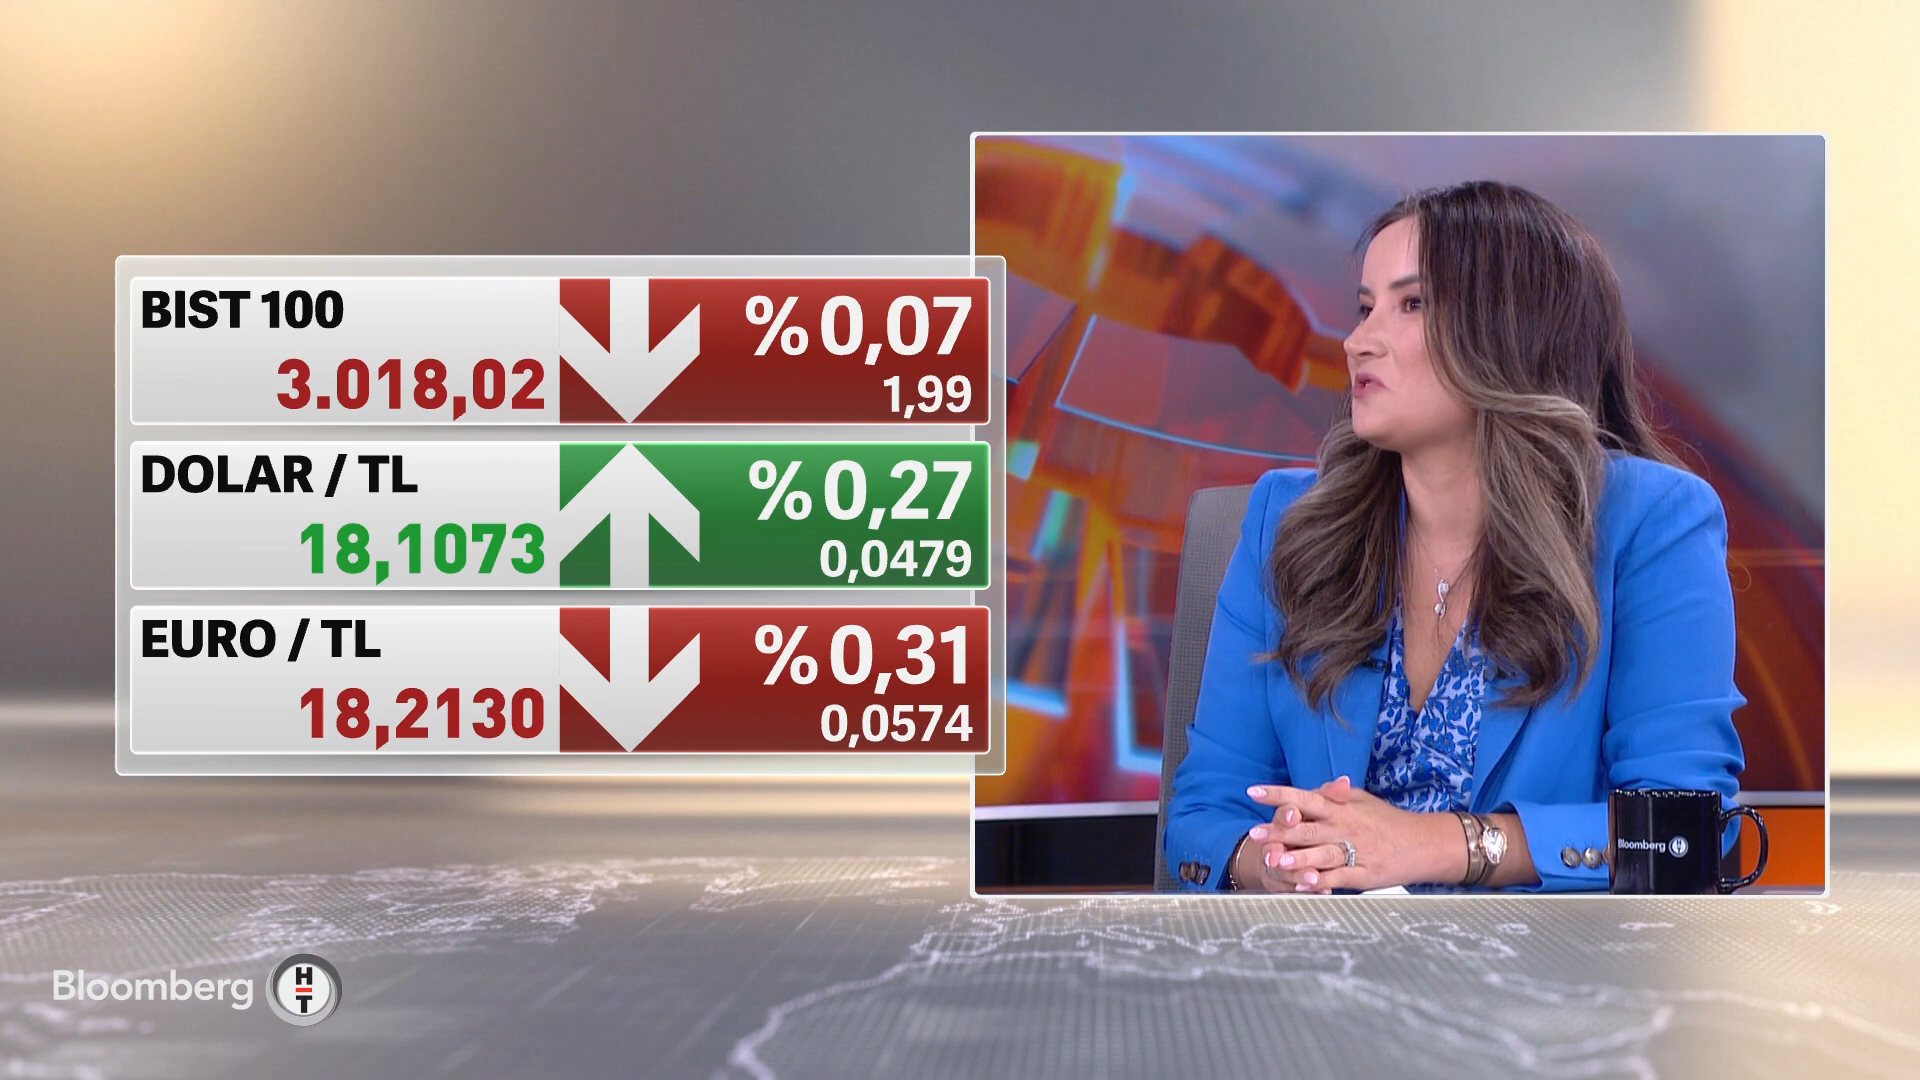 BIST 100
3.018,02
%0,07
1,99
DOLAR / TL
18,1073
%0,27
0,0479
EURO / TL
18,2130
%0,31
0,0574
Bloomberg HT
Bloomberg HT